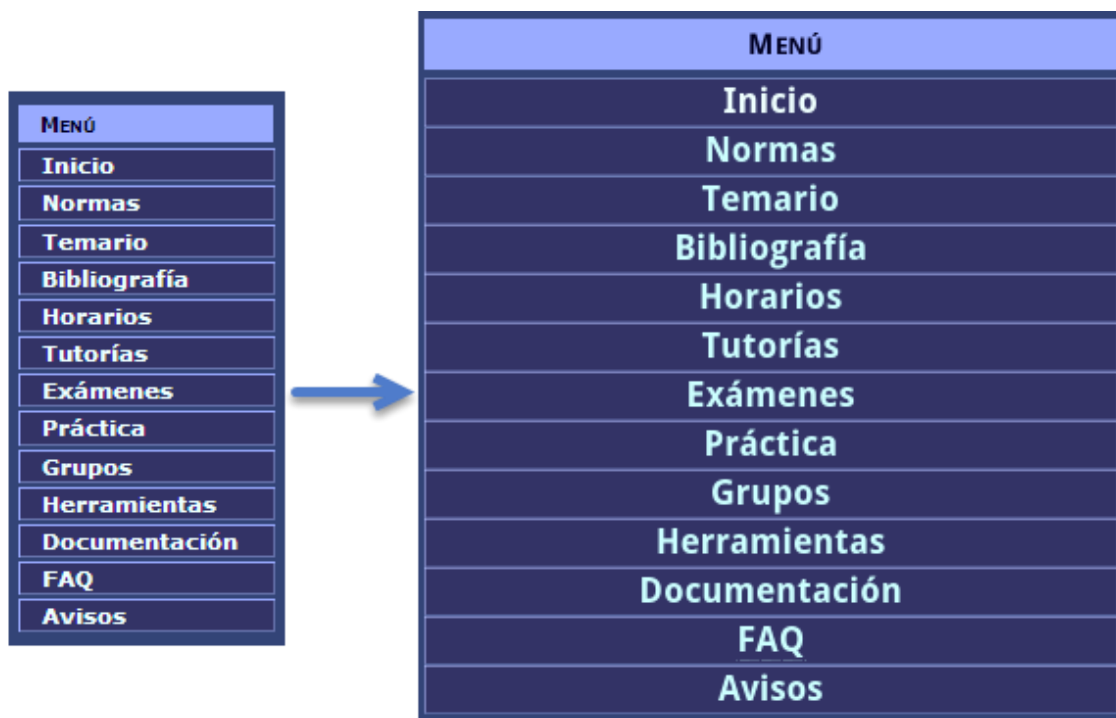 MENÚ
Inicio
Normas
Temario
Bibliografía
Horarios
Tutorías
Exámenes
Práctica
Grupos
Herramientas
Documentación
FAQ
Avisos
MENÚ
Inicio
Normas
Temario
Bibliografía
Horarios
Tutorías
Exámenes
Práctica
Grupos
Herramientas
Documentación
FAQ
Avisos